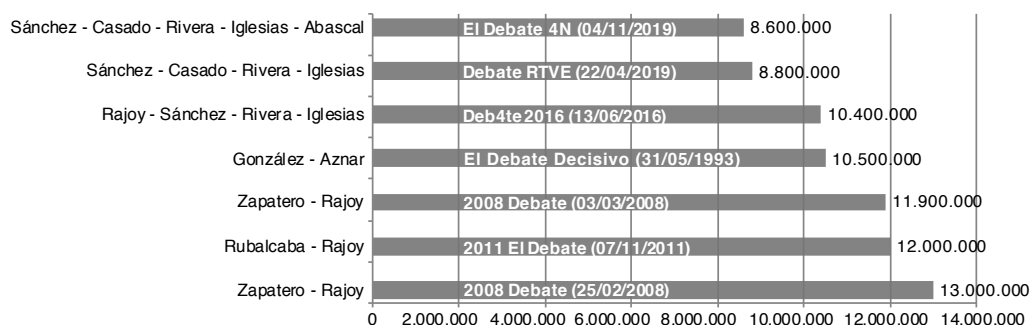 Sánchez - Casado - Rivera - Iglesias - Abascal El Debate 4N (04/11/2019) 8.600.000
Sánchez - Casado - Rivera - Iglesias Debate RTVE (22/04/2019) 8.800.000
Rajoy - Sánchez - Rivera - Iglesias Deb4te 2016 (13/06/2016) 10.400.000
González - Aznar El Debate Decisivo (31/05/1993) 10.500.000
Zapatero - Rajoy 2008 Debate (03/03/2008) 11.900.000
Rubalcaba - Rajoy 2011 El Debate (07/11/2011) 12.000.000
Zapatero - Rajoy 2008 Debate (25/02/2008) 13.000.000
0 2.000.000 4.000.000 6.000.000 8.000.000 10.000.000 12.000.000 14.000.000